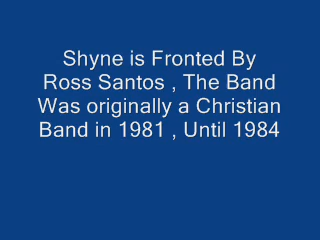 Shyne is Fronted By
Ross Santos , The Band
Was originally a Christian
Band in 1981 , Until 1984